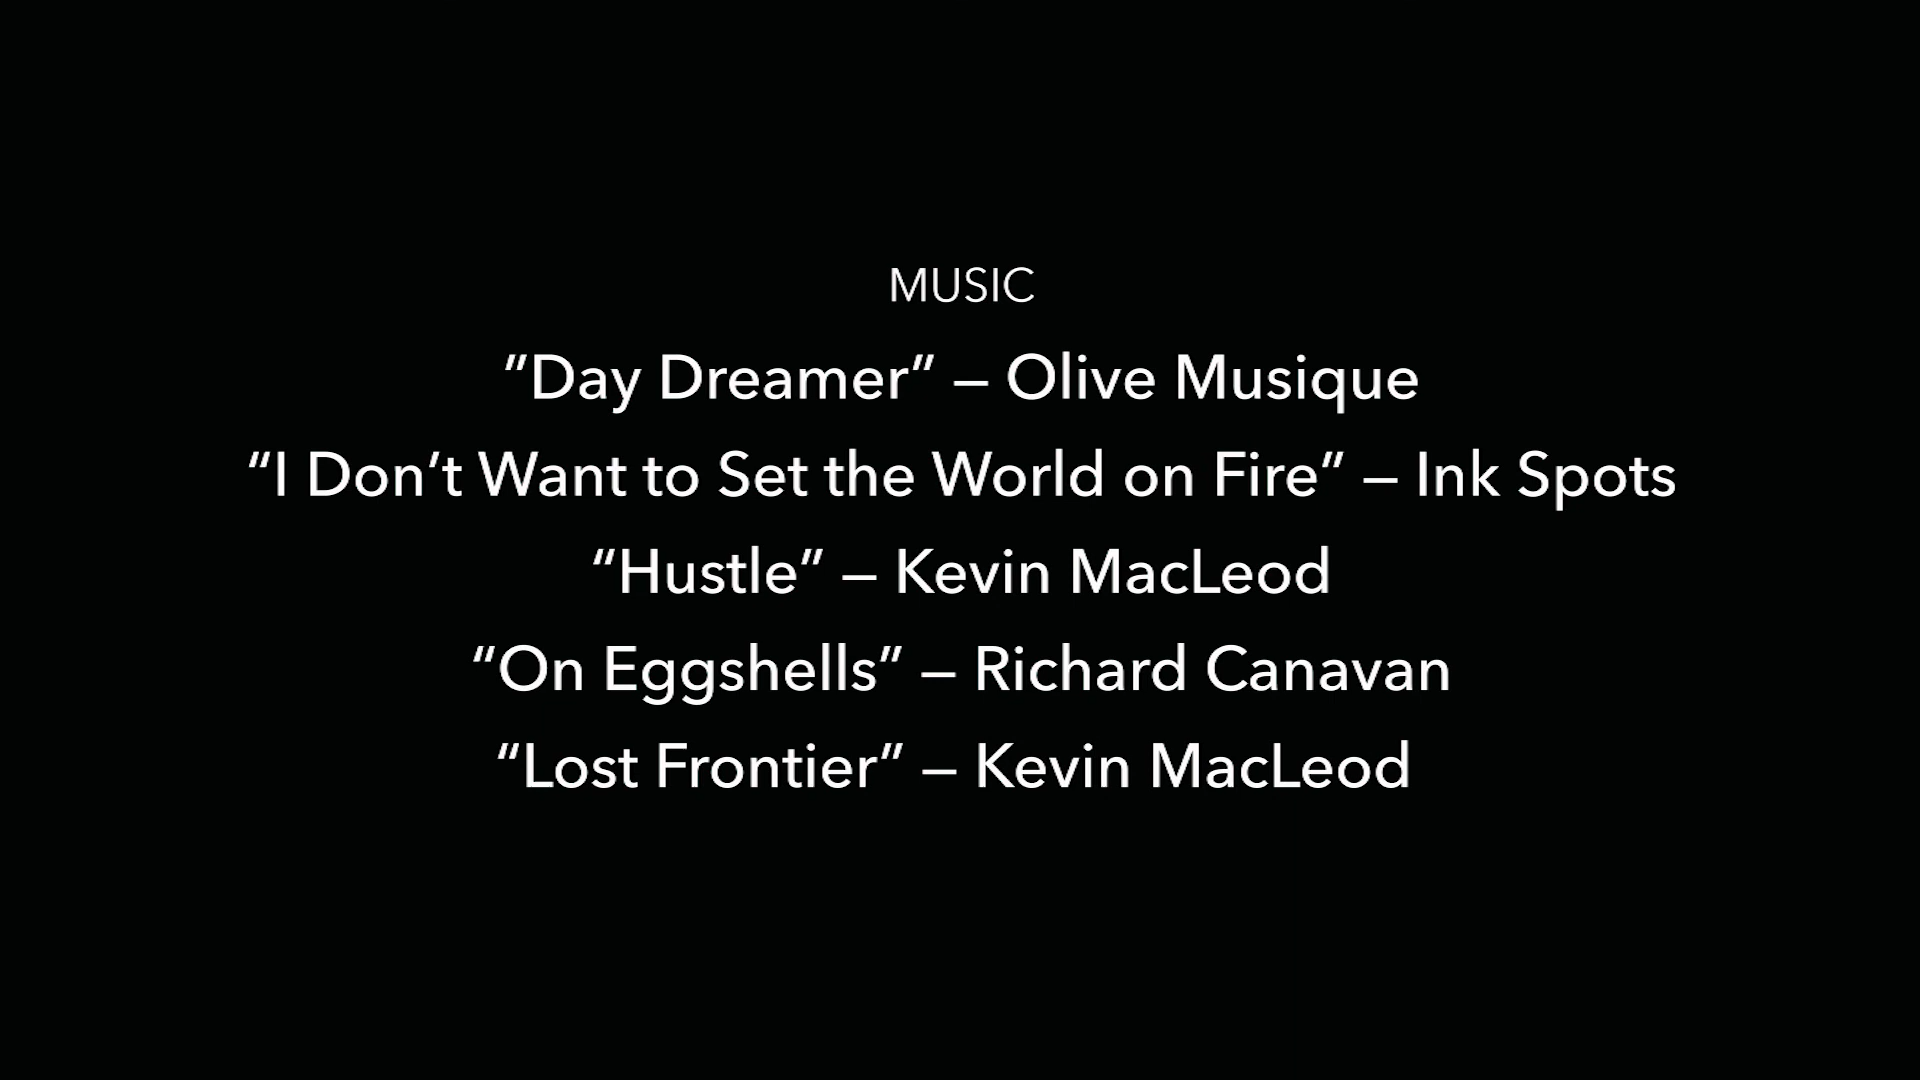 MUSIC
”Day Dreamer” – Olive Musique
“I Don’t Want to Set the World on Fire” – Ink Spots
“Hustle” – Kevin MacLeod
“On Eggshells” – Richard Canavan
“Lost Frontier” – Kevin MacLeod